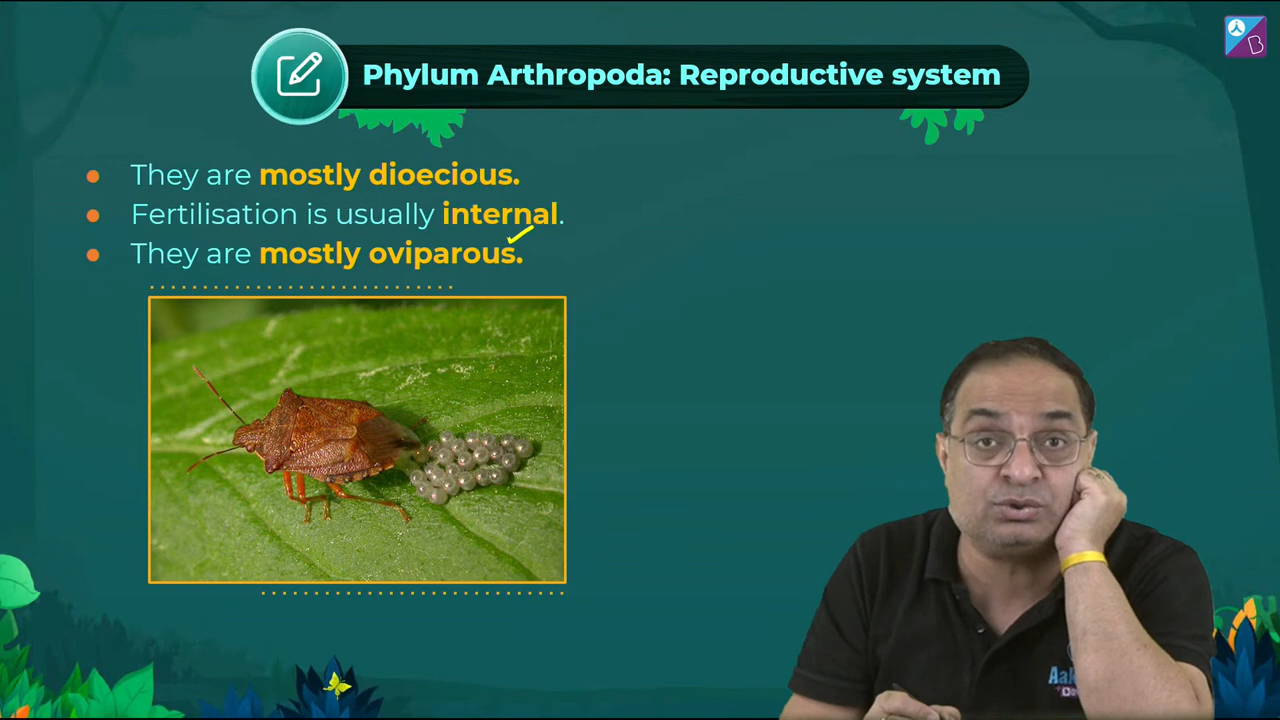 Phylum Arthropoda: Reproductive system
They are mostly dioecious.
Fertilisation is usually internal.
They are mostly oviparous.